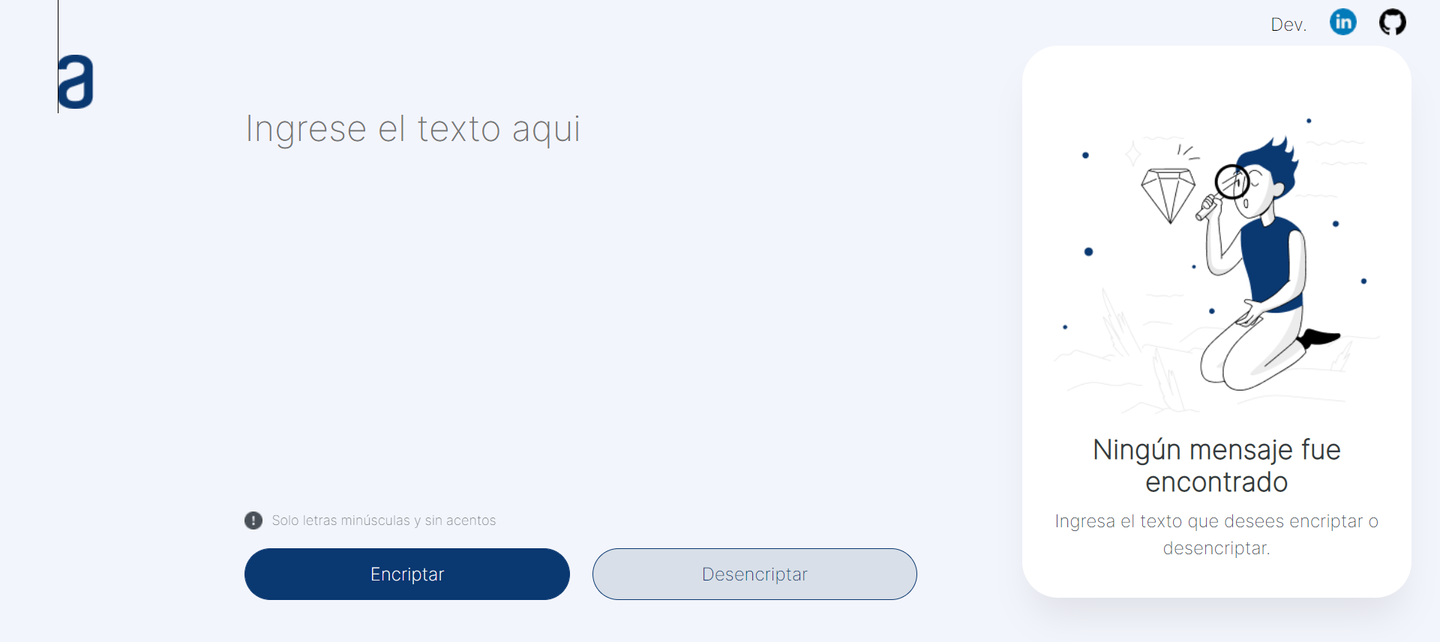 Dev.
a
Ingrese el texto aqui
Solo letras minúsculas y sin acentos
Encriptar
Desencriptar
Ningún mensaje fue
encontrado
Ingresa el texto que desees encriptar o
desencriptar.